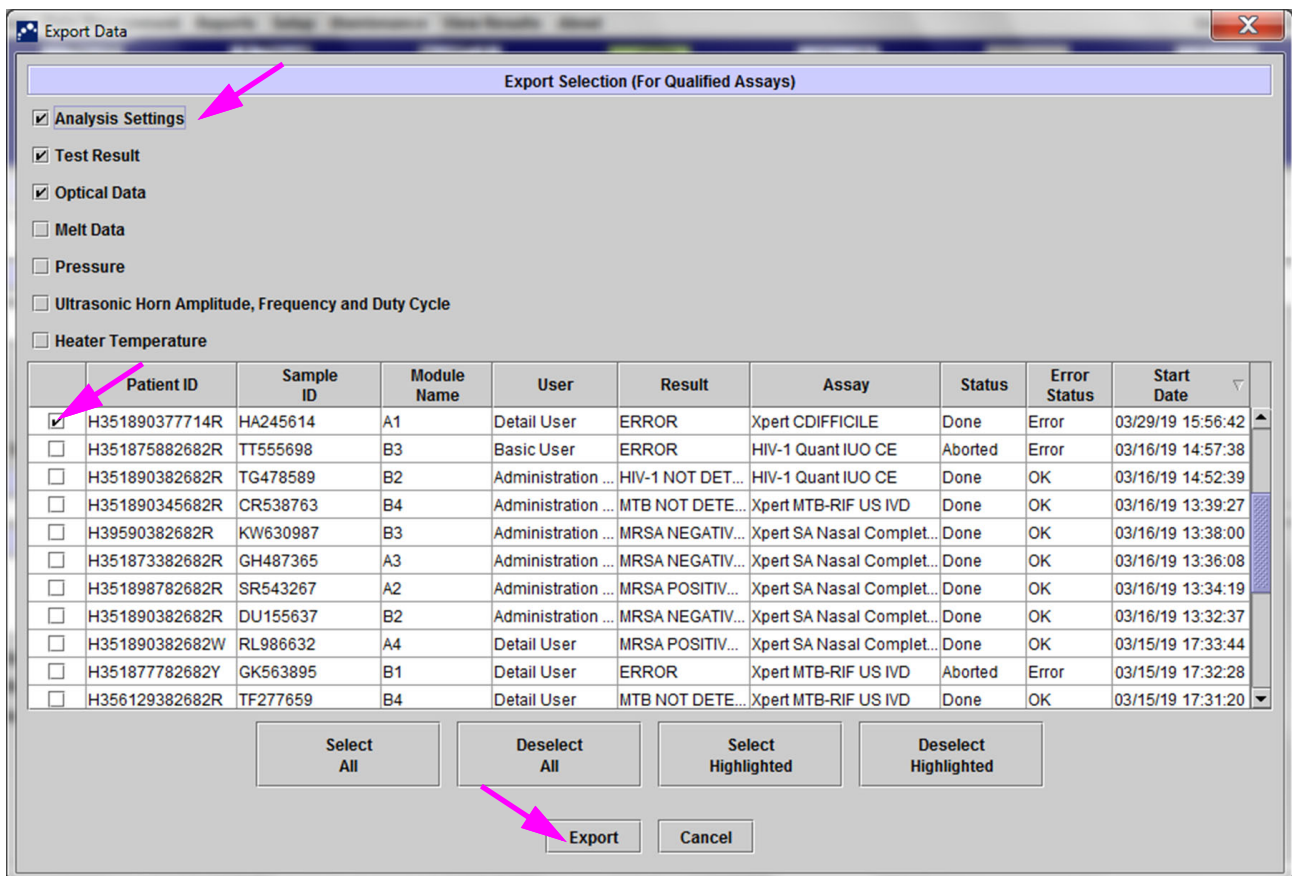 Export Data
Export Selection (For Qualified Assays)
Analysis Settings
Test Result
Optical Data
Melt Data
Pressure
Ultrasonic Horn Amplitude, Frequency and Duty Cycle
Heater Temperature
Patient ID Sample ID Module Name User Result Assay Status Error Status Start Date
H351890377714R HA245614 A1 Detail User ERROR Xpert CDIFFICILE Done Error 03/29/19 15:56:42
H351875882682R TT555698 B3 Basic User ERROR HIV-1 Quant IUO CE Aborted Error 03/16/19 14:57:38
H351890382682R TG478589 B2 Administration ... HIV-1 NOT DET... HIV-1 Quant IUO CE Done OK 03/16/19 14:52:39
H351890345682R CR538763 B4 Administration ... MTB NOT DETE... Xpert MTB-RIF US IVD Done OK 03/16/19 13:39:27
H39590382682R KW630987 B3 Administration ... MRSA NEGATIV... Xpert SA Nasal Complet... Done OK 03/16/19 13:38:00
H351873382682R GH487365 A3 Administration ... MRSA NEGATIV... Xpert SA Nasal Complet... Done OK 03/16/19 13:36:08
H351898782682R SR543267 A2 Administration ... MRSA POSITIV... Xpert SA Nasal Complet... Done OK 03/16/19 13:34:19
H351890382682R DU155637 B2 Administration ... MRSA NEGATIV... Xpert SA Nasal Complet... Done OK 03/16/19 13:32:37
H351890382682W RL986632 A4 Detail User MRSA POSITIV... Xpert SA Nasal Complet... Done OK 03/15/19 17:33:44
H351877782682Y GK563895 B1 Detail User ERROR Xpert MTB-RIF US IVD Aborted Error 03/15/19 17:32:28
H356129382682R TF277659 B4 Detail User MTB NOT DETE... Xpert MTB-RIF US IVD Done OK 03/15/19 17:31:20
Select All Deselect All Select Highlighted Deselect Highlighted
Export Cancel